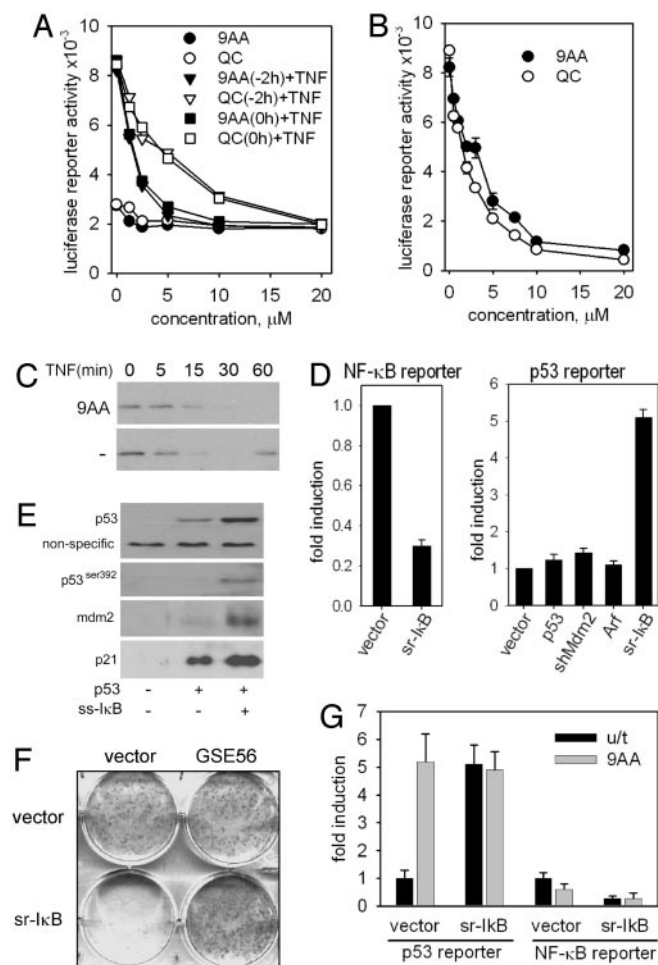 A
luciferase reporter activity x10⁻³
10
8
6
4
2
0
0
5
10
15
20
concentration, μM
9AA
QC
9AA(-2h)+TNF
QC(-2h)+TNF
9AA(0h)+TNF
QC(0h)+TNF
B
luciferase reporter activity x10⁻³
10
8
6
4
2
0
0
5
10
15
20
concentration, μM
9AA
QC
C
TNF(min) 0 5 15 30 60
9AA
-
D
NF-κB reporter
fold induction
1.0
0.8
0.6
0.4
0.2
0.0
vector
sr-IκB
p53 reporter
fold induction
6
5
4
3
2
1
0
vector
p53
shMdm2
Arf
sr-IκB
E
p53
non-specific
p53ˢᵉʳ³⁹²
mdm2
p21
p53 - + +
ss-IκB - - +
F
vector GSE56
vector
sr-IκB
G
fold induction
7
6
5
4
3
2
1
0
u/t
9AA
vector sr-IkB vector sr-IkB
p53 reporter NF-κB reporter